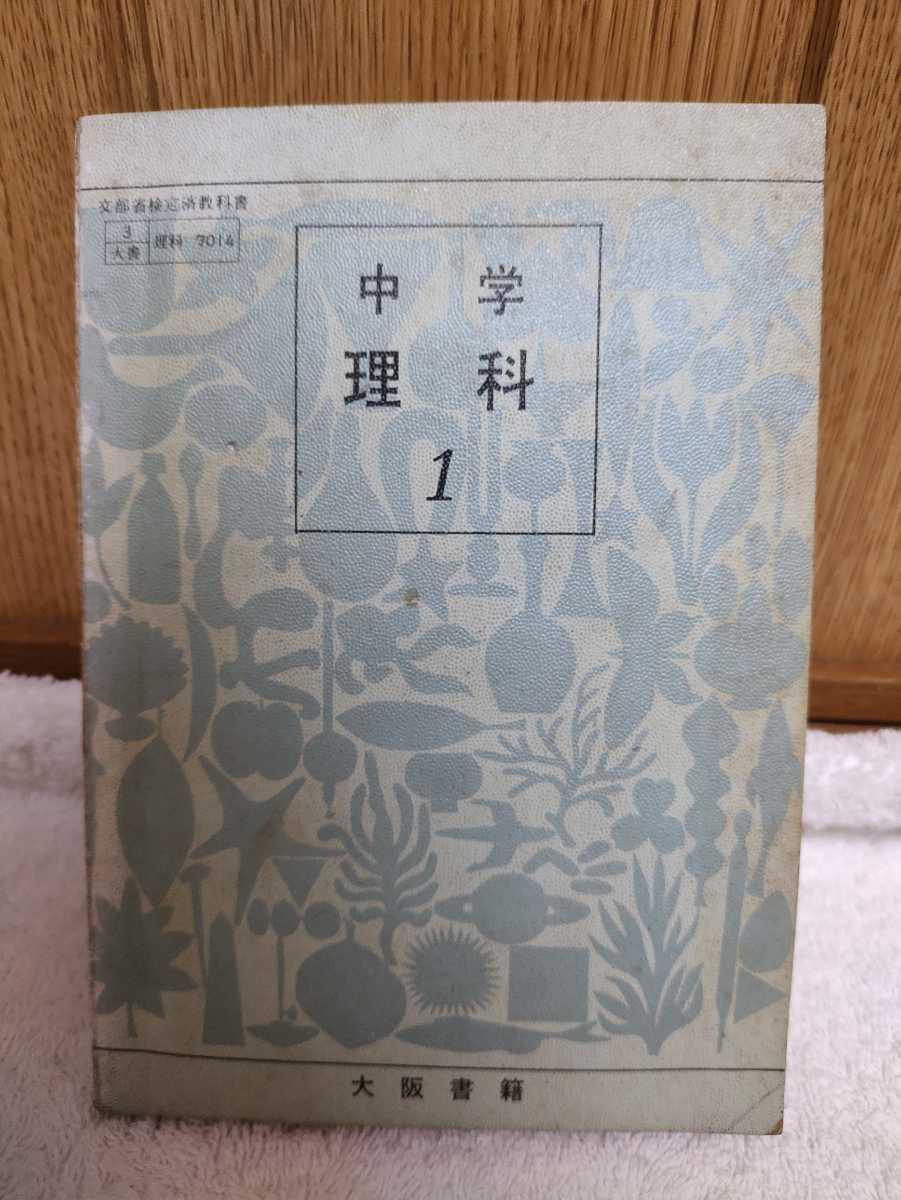 文部省検定済教科書
3
大書
理科 7014
中学
理科
1
大阪書籍